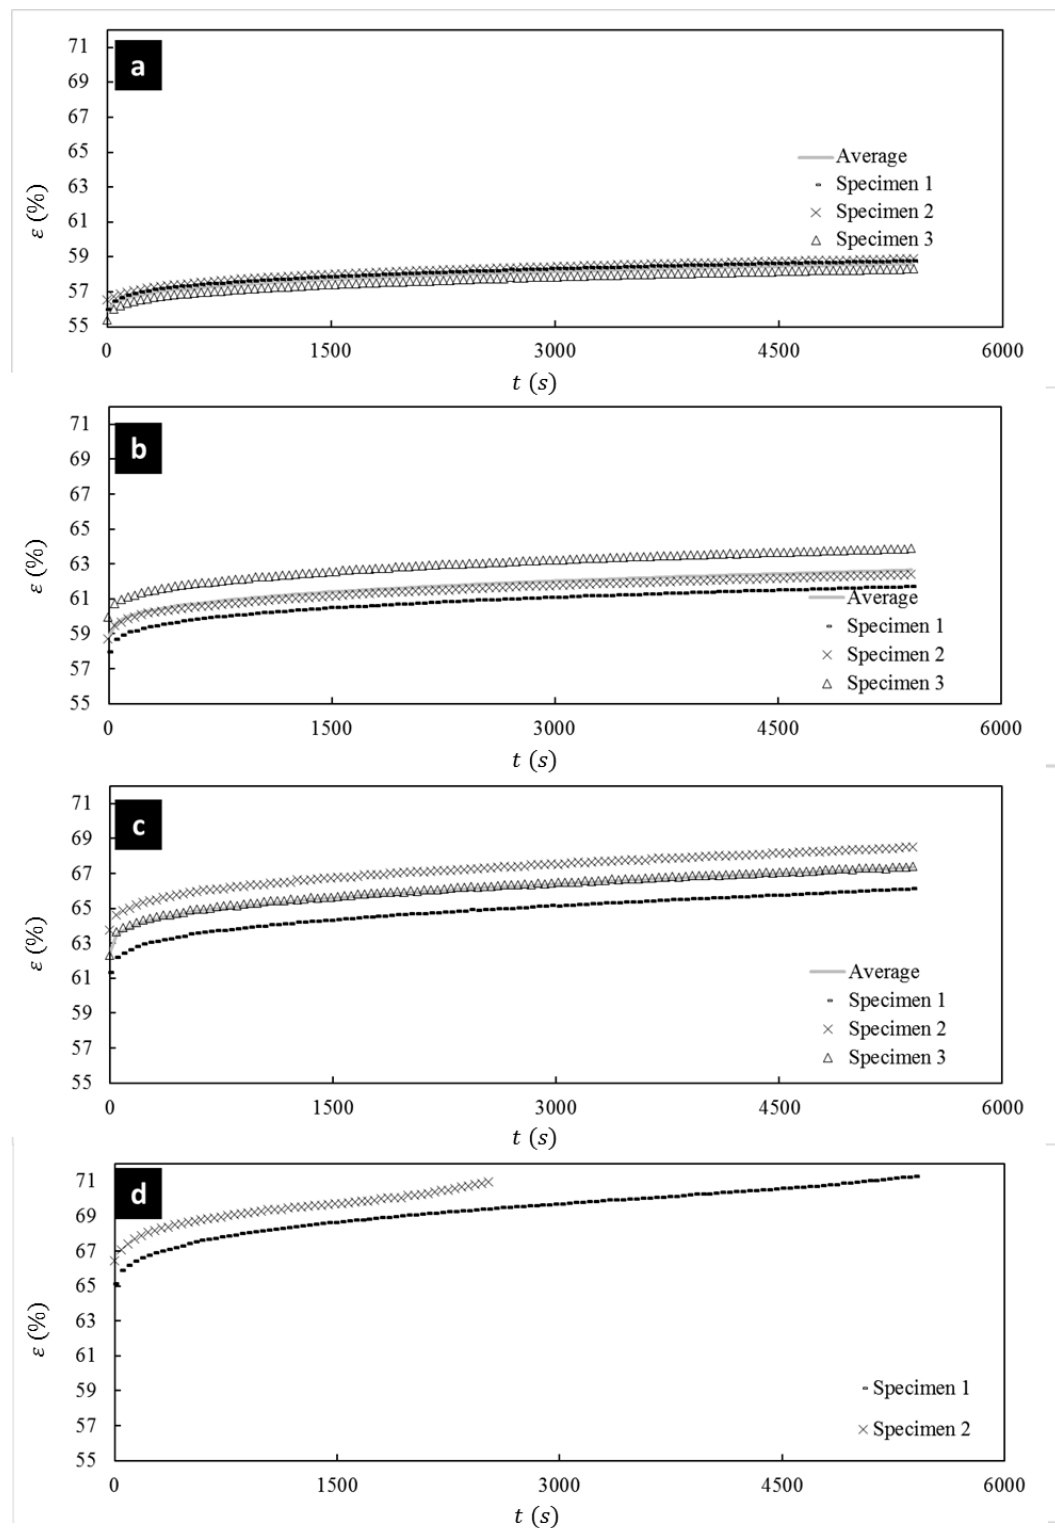 a
71
69
67
65
63
61
59
57
55
ε (%)
Average
Specimen 1
Specimen 2
Specimen 3
0 1500 3000 4500 6000
t (s)
b
71
69
67
65
63
61
59
57
55
ε (%)
Average
Specimen 1
Specimen 2
Specimen 3
0 1500 3000 4500 6000
t (s)
c
71
69
67
65
63
61
59
57
55
ε (%)
Average
Specimen 1
Specimen 2
Specimen 3
0 1500 3000 4500 6000
t (s)
d
71
69
67
65
63
61
59
57
55
ε (%)
Specimen 1
Specimen 2
0 1500 3000 4500 6000
t (s)